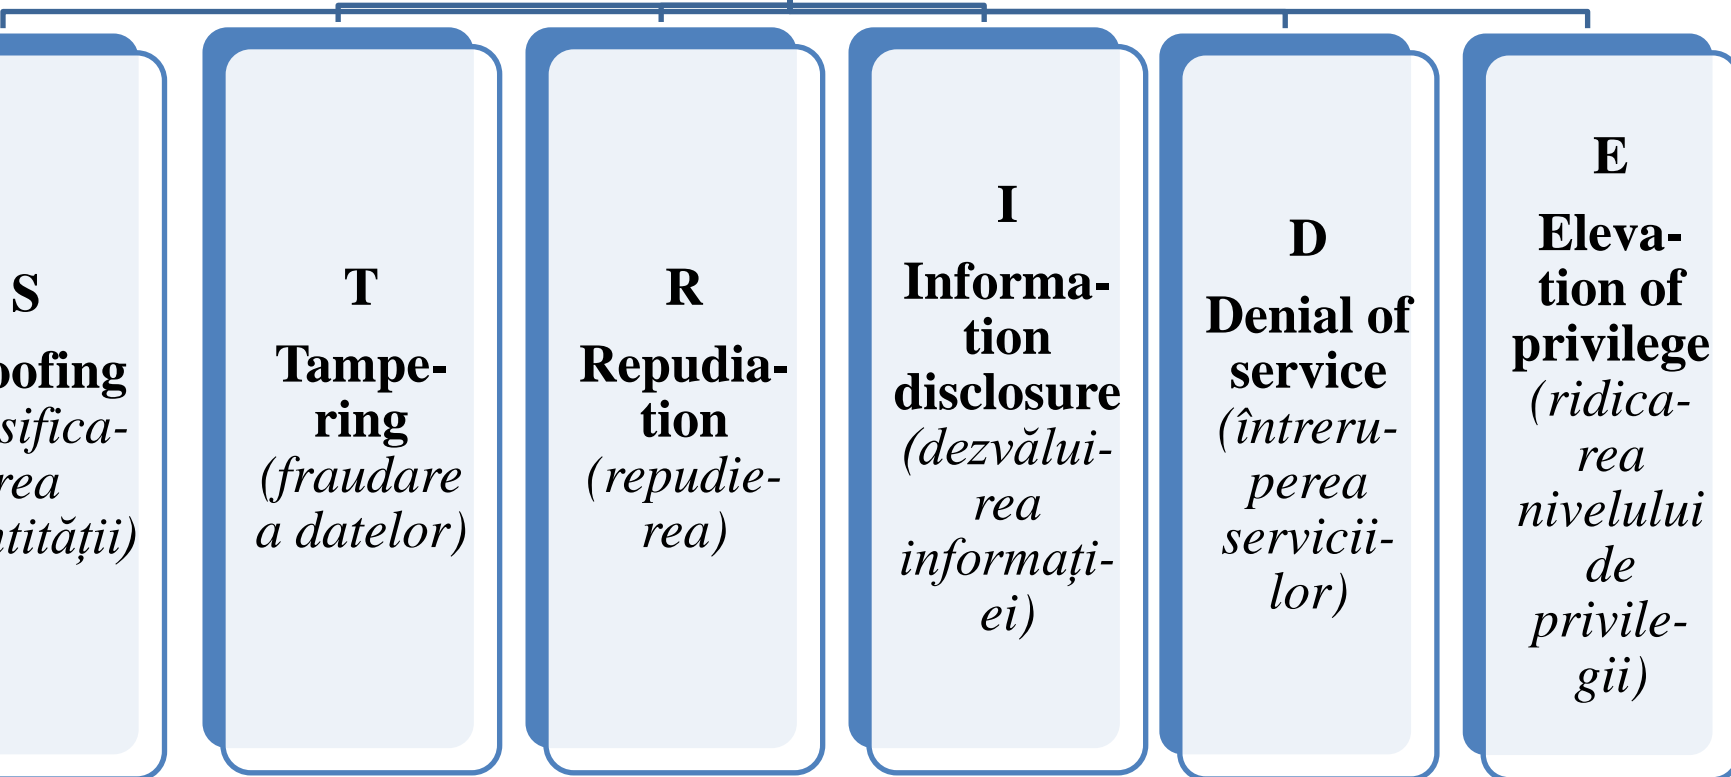 S
oofing
sifica-
rea
ntității)
T
Tampe-
ring
(fraudare
a datelor)
R
Repudia-
tion
(repudie-
rea)
I
Informa-
tion
disclosure
(dezvălui-
rea
informați-
ei)
D
Denial of
service
(întreru-
perea
servicii-
lor)
E
Eleva-
tion of
privilege
(ridica-
rea
nivelului
de
privile-
gii)